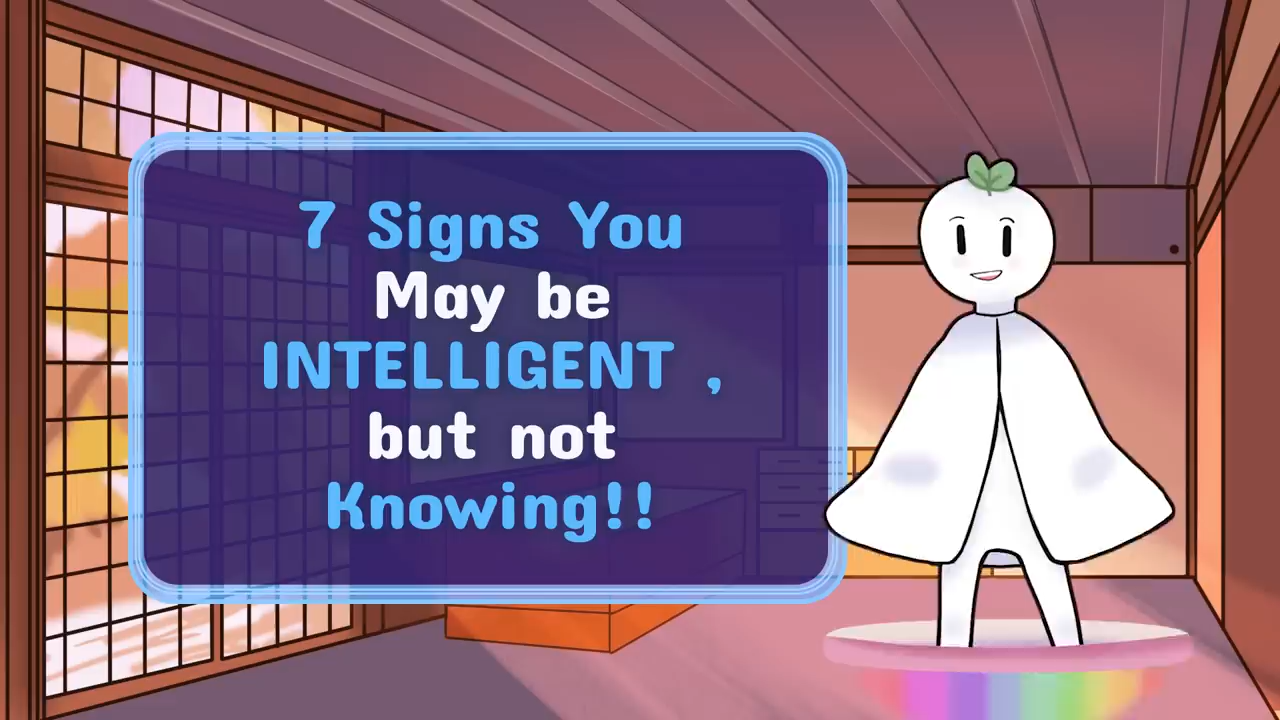 7 Signs You
May be
INTELLIGENT ,
but not
Knowing!!